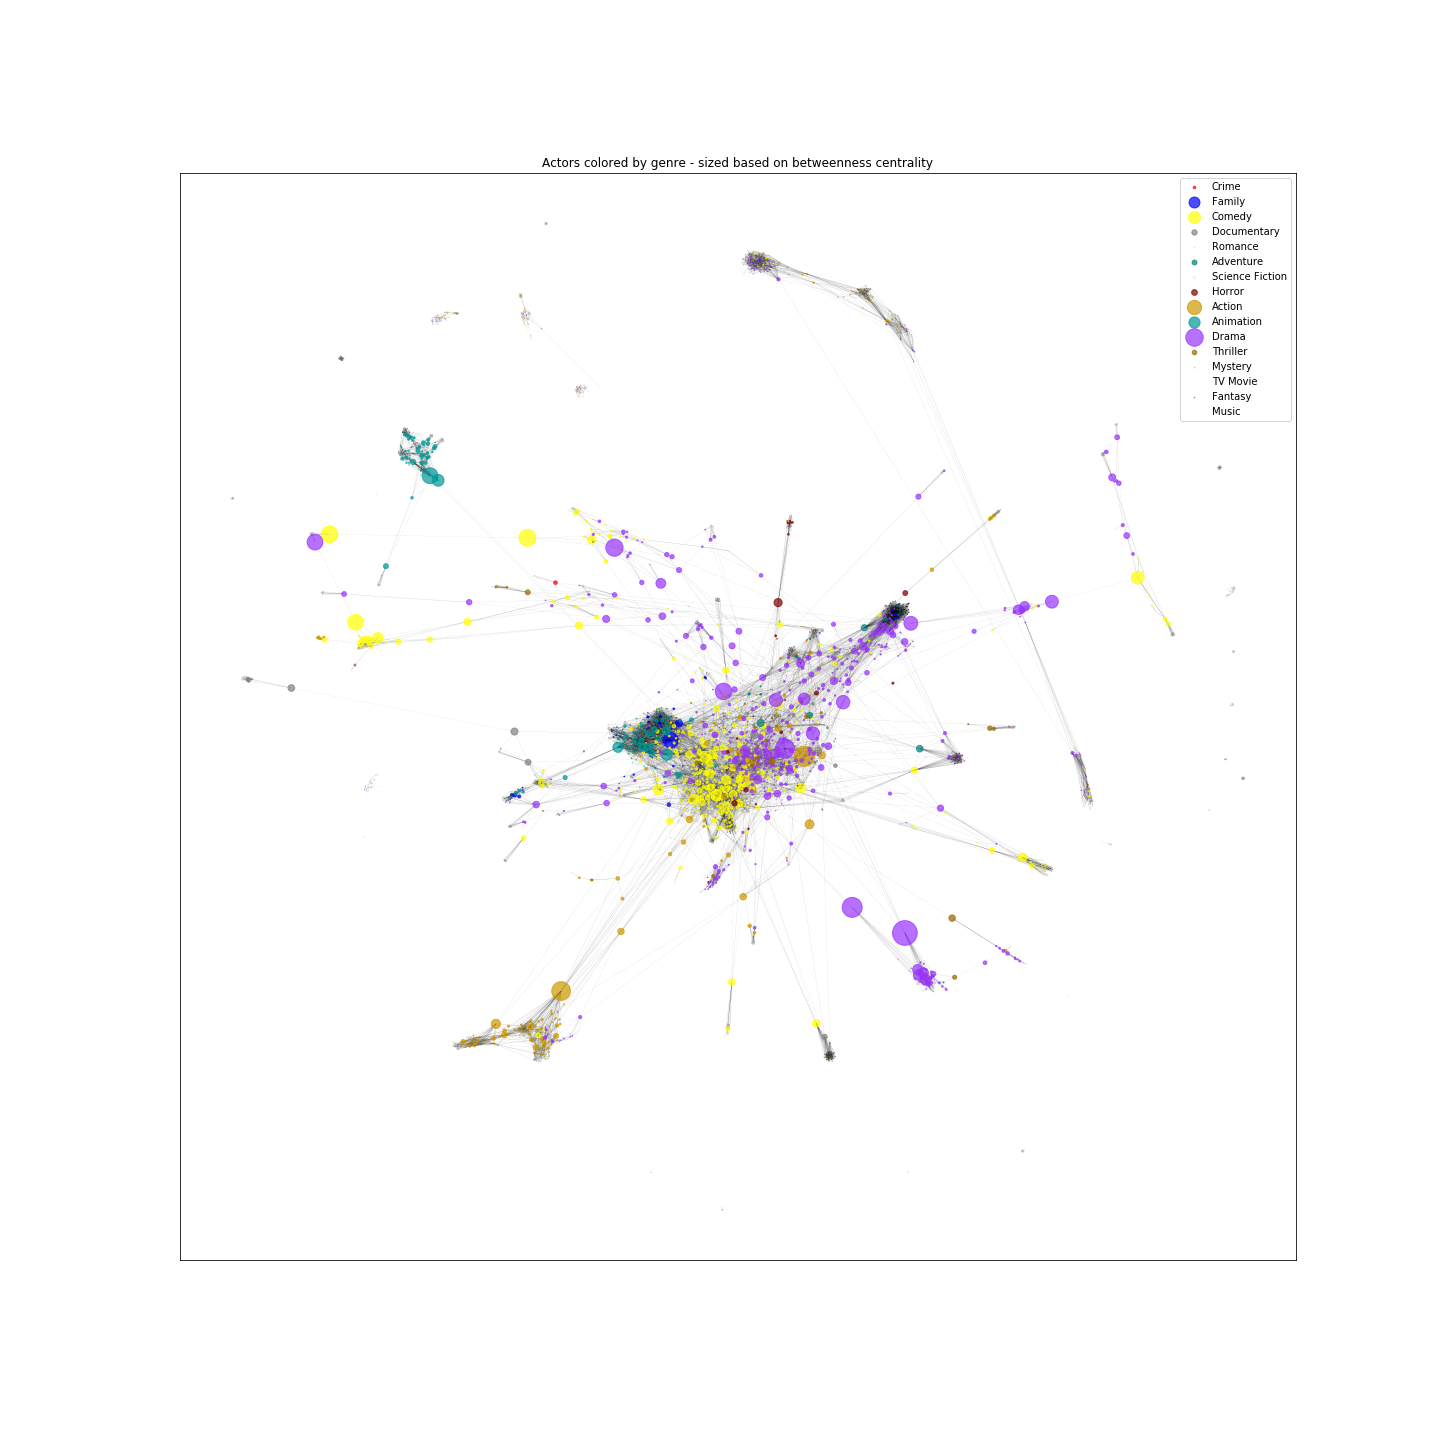 Actors colored by genre - sized based on betweenness centrality
Crime
Family
Comedy
Documentary
Romance
Adventure
Science Fiction
Horror
Action
Animation
Drama
Thriller
Mystery
TV Movie
Fantasy
Music